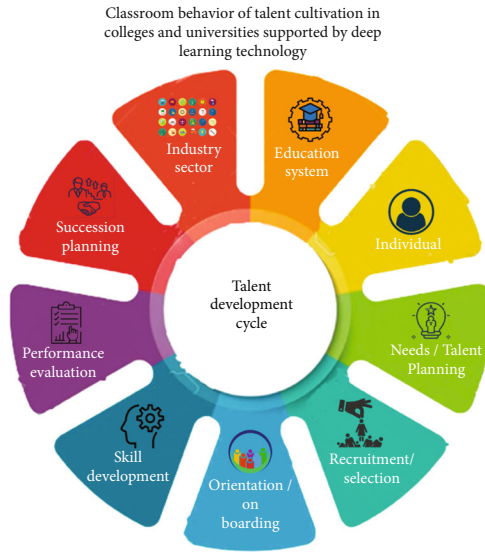 Classroom behavior of talent cultivation in
colleges and universities supported by deep
learning technology
Industry
sector
Education
system
Individual
Needs / Talent
Planning
Recruitment/
selection
Orientation /
on
boarding
Skill
development
Performance
evaluation
Succession
planning
Talent
development
cycle